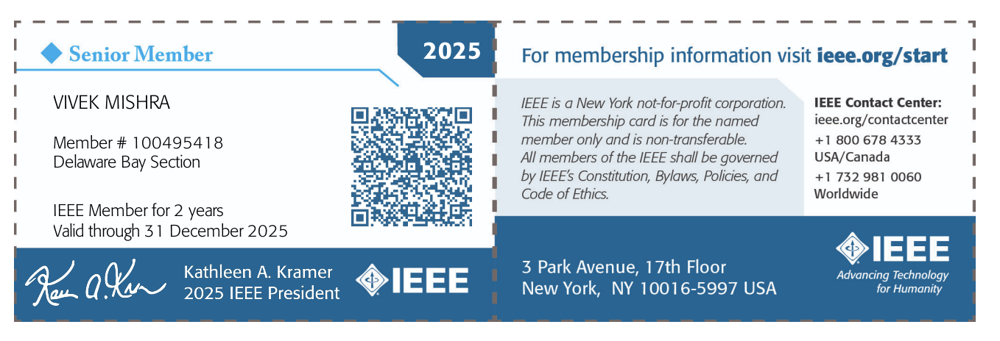 Senior Member
2025
VIVEK MISHRA
Member # 100495418
Delaware Bay Section
IEEE Member for 2 years
Valid through 31 December 2025
Kathleen A. Kramer
2025 IEEE President
IEEE
For membership information visit ieee.org/start
IEEE is a New York not-for-profit corporation.
This membership card is for the named
member only and is non-transferable.
All members of the IEEE shall be governed
by IEEE’s Constitution, Bylaws, Policies, and
Code of Ethics.
IEEE Contact Center:
ieee.org/contactcenter
+1 800 678 4333
USA/Canada
+1 732 981 0060
Worldwide
3 Park Avenue, 17th Floor
New York,  NY 10016-5997 USA
IEEE
Advancing Technology
for Humanity